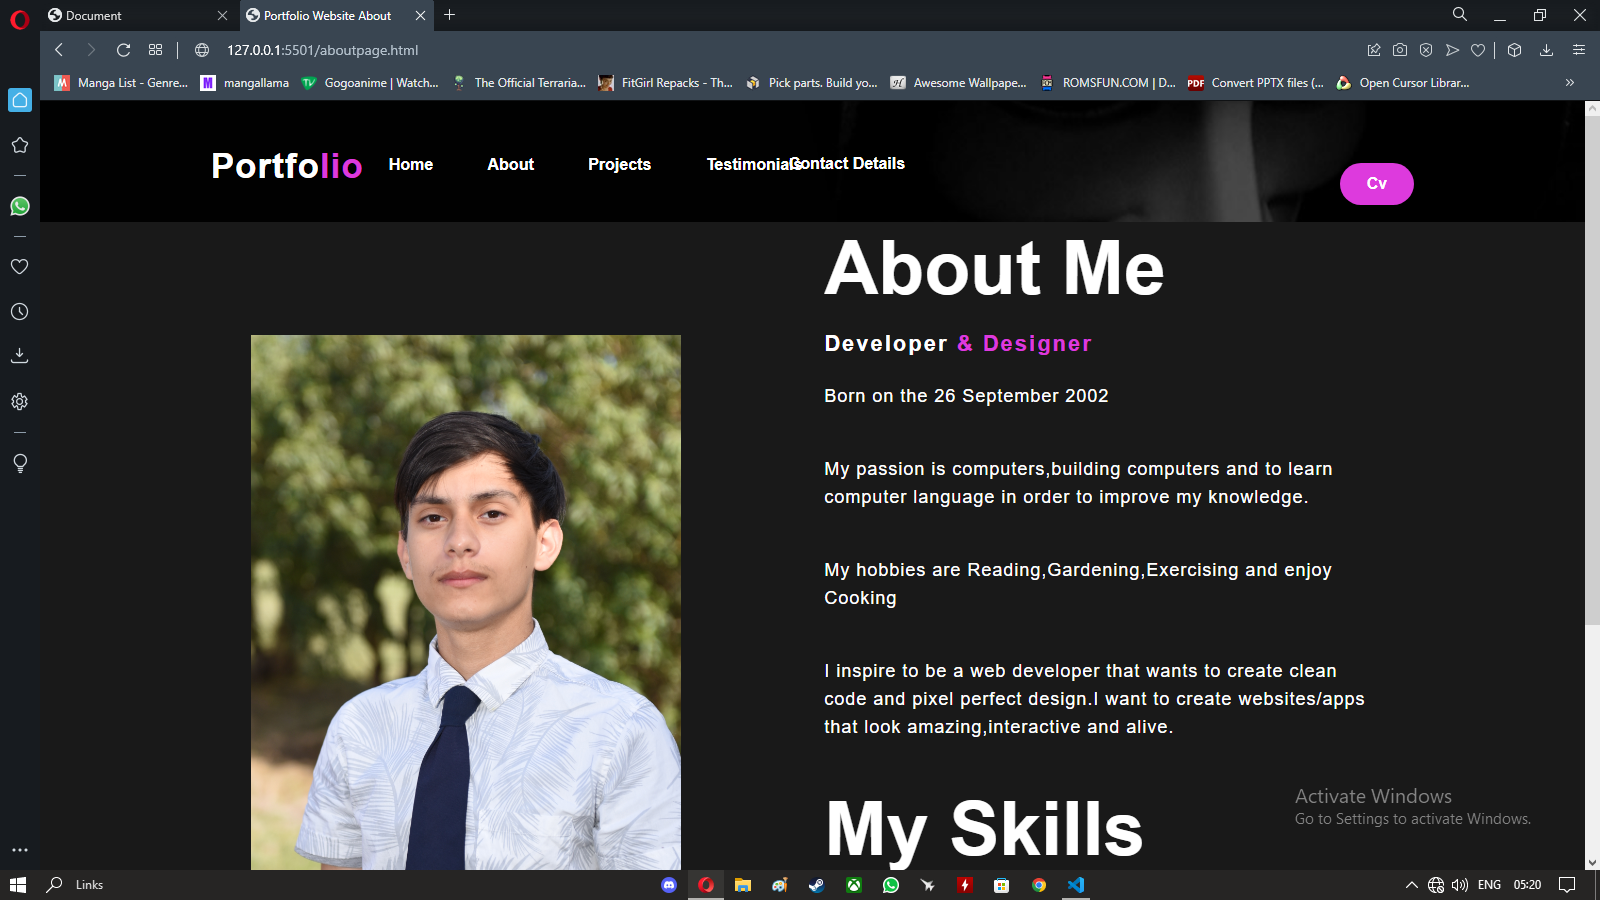 Document
Portfolio Website About
127.0.0.1:5501/aboutpage.html
Manga List - Genre... mangallama Gogoanime | Watch... The Official Terraria... FitGirl Repacks - Th... Pick parts. Build yo... Awesome Wallpape... ROMSFUN.COM | D... PDF Convert PPTX files (... Open Cursor Librar... »
Portfolio Home About Projects Testimonials Contact Details
Cv
About Me
Developer & Designer
Born on the 26 September 2002
My passion is computers,building computers and to learn
computer language in order to improve my knowledge.
My hobbies are Reading,Gardening,Exercising and enjoy
Cooking
I inspire to be a web developer that wants to create clean
code and pixel perfect design.I want to create websites/apps
that look amazing,interactive and alive.
My Skills
Activate Windows
Go to Settings to activate Windows.
Links
ENG 05:20